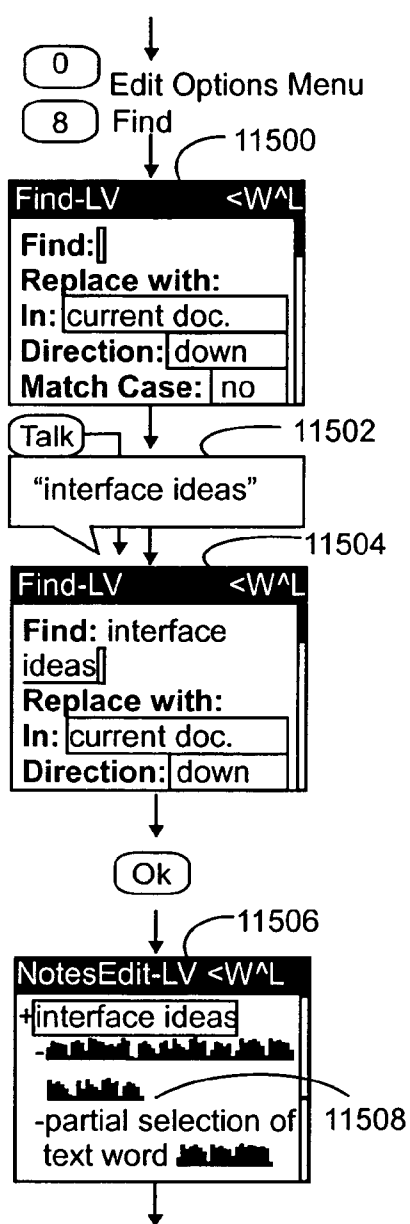 0
Edit Options Menu
8 Find
11500
Find-LV <W^L
Find:
Replace with:
In: current doc.
Direction: down
Match Case: no
Talk
11502
"interface ideas"
11504
Find-LV <W^L
Find: interface
ideas
Replace with:
In: current doc.
Direction: down
Ok
11506
NotesEdit-LV <W^L
+interface ideas
-
-partial selection of
11508
text word